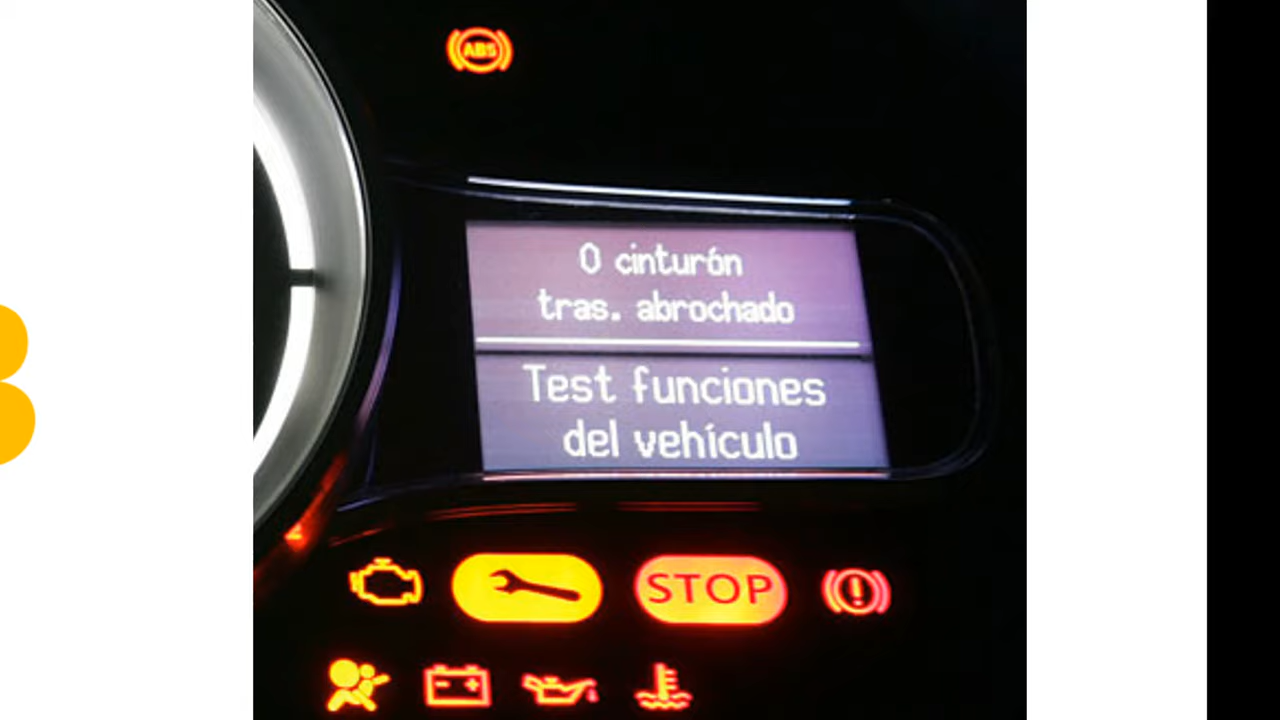 ABS
0 cinturón
tras. abrochado
Test funciones
del vehículo
STOP